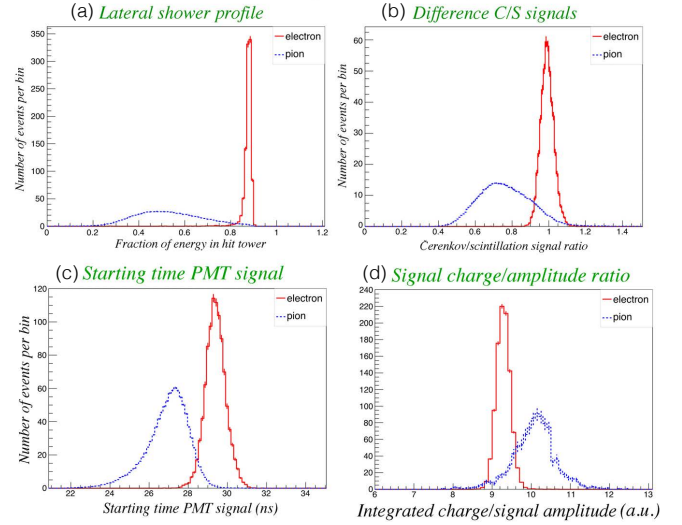 (a) Lateral shower profile
Number of events per bin
350
300
250
200
150
100
50
0
electron
pion
0 0.2 0.4 0.6 0.8 1 1.2
Fraction of energy in hit tower
(b) Difference C/S signals
Number of events per bin
60
50
40
30
20
10
0
electron
pion
0 0.2 0.4 0.6 0.8 1 1.2 1.4
Čerenkov/scintillation signal ratio
(c) Starting time PMT signal
Number of events per bin
120
100
80
60
40
20
0
electron
pion
22 24 26 28 30 32 34
Starting time PMT signal (ns)
(d) Signal charge/amplitude ratio
240
220
200
180
160
140
120
100
80
60
40
20
0
electron
pion
6 7 8 9 10 11 12 13
Integrated charge/signal amplitude (a.u.)